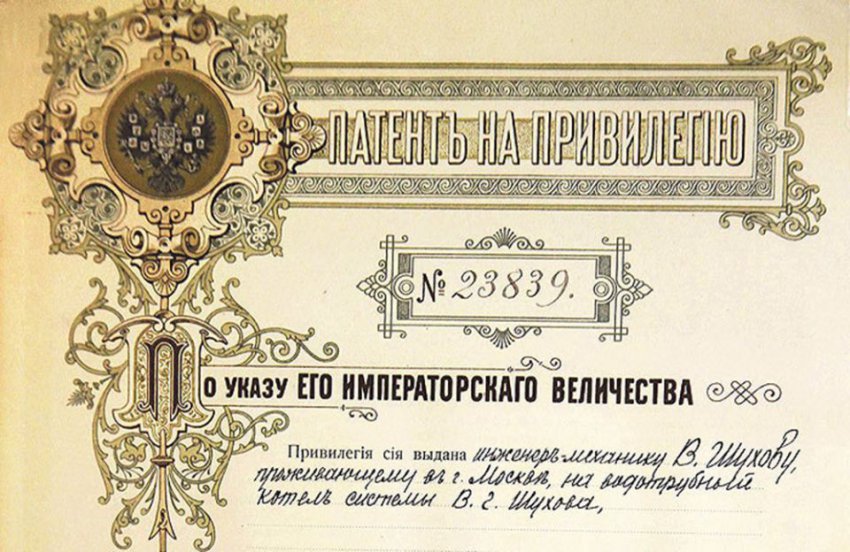 ПАТЕНТЪ НА ПРИВИЛЕГІЮ
№ 23839.
ПО УКАЗУ ЕГО ИМПЕРАТОРСКАГО ВЕЛИЧЕСТВА
Привилегія сія выдана инженеръ-механику В. Шухову,
проживающему въ г. Москвѣ, на водотрубный
котелъ системы В. Г. Шухова,